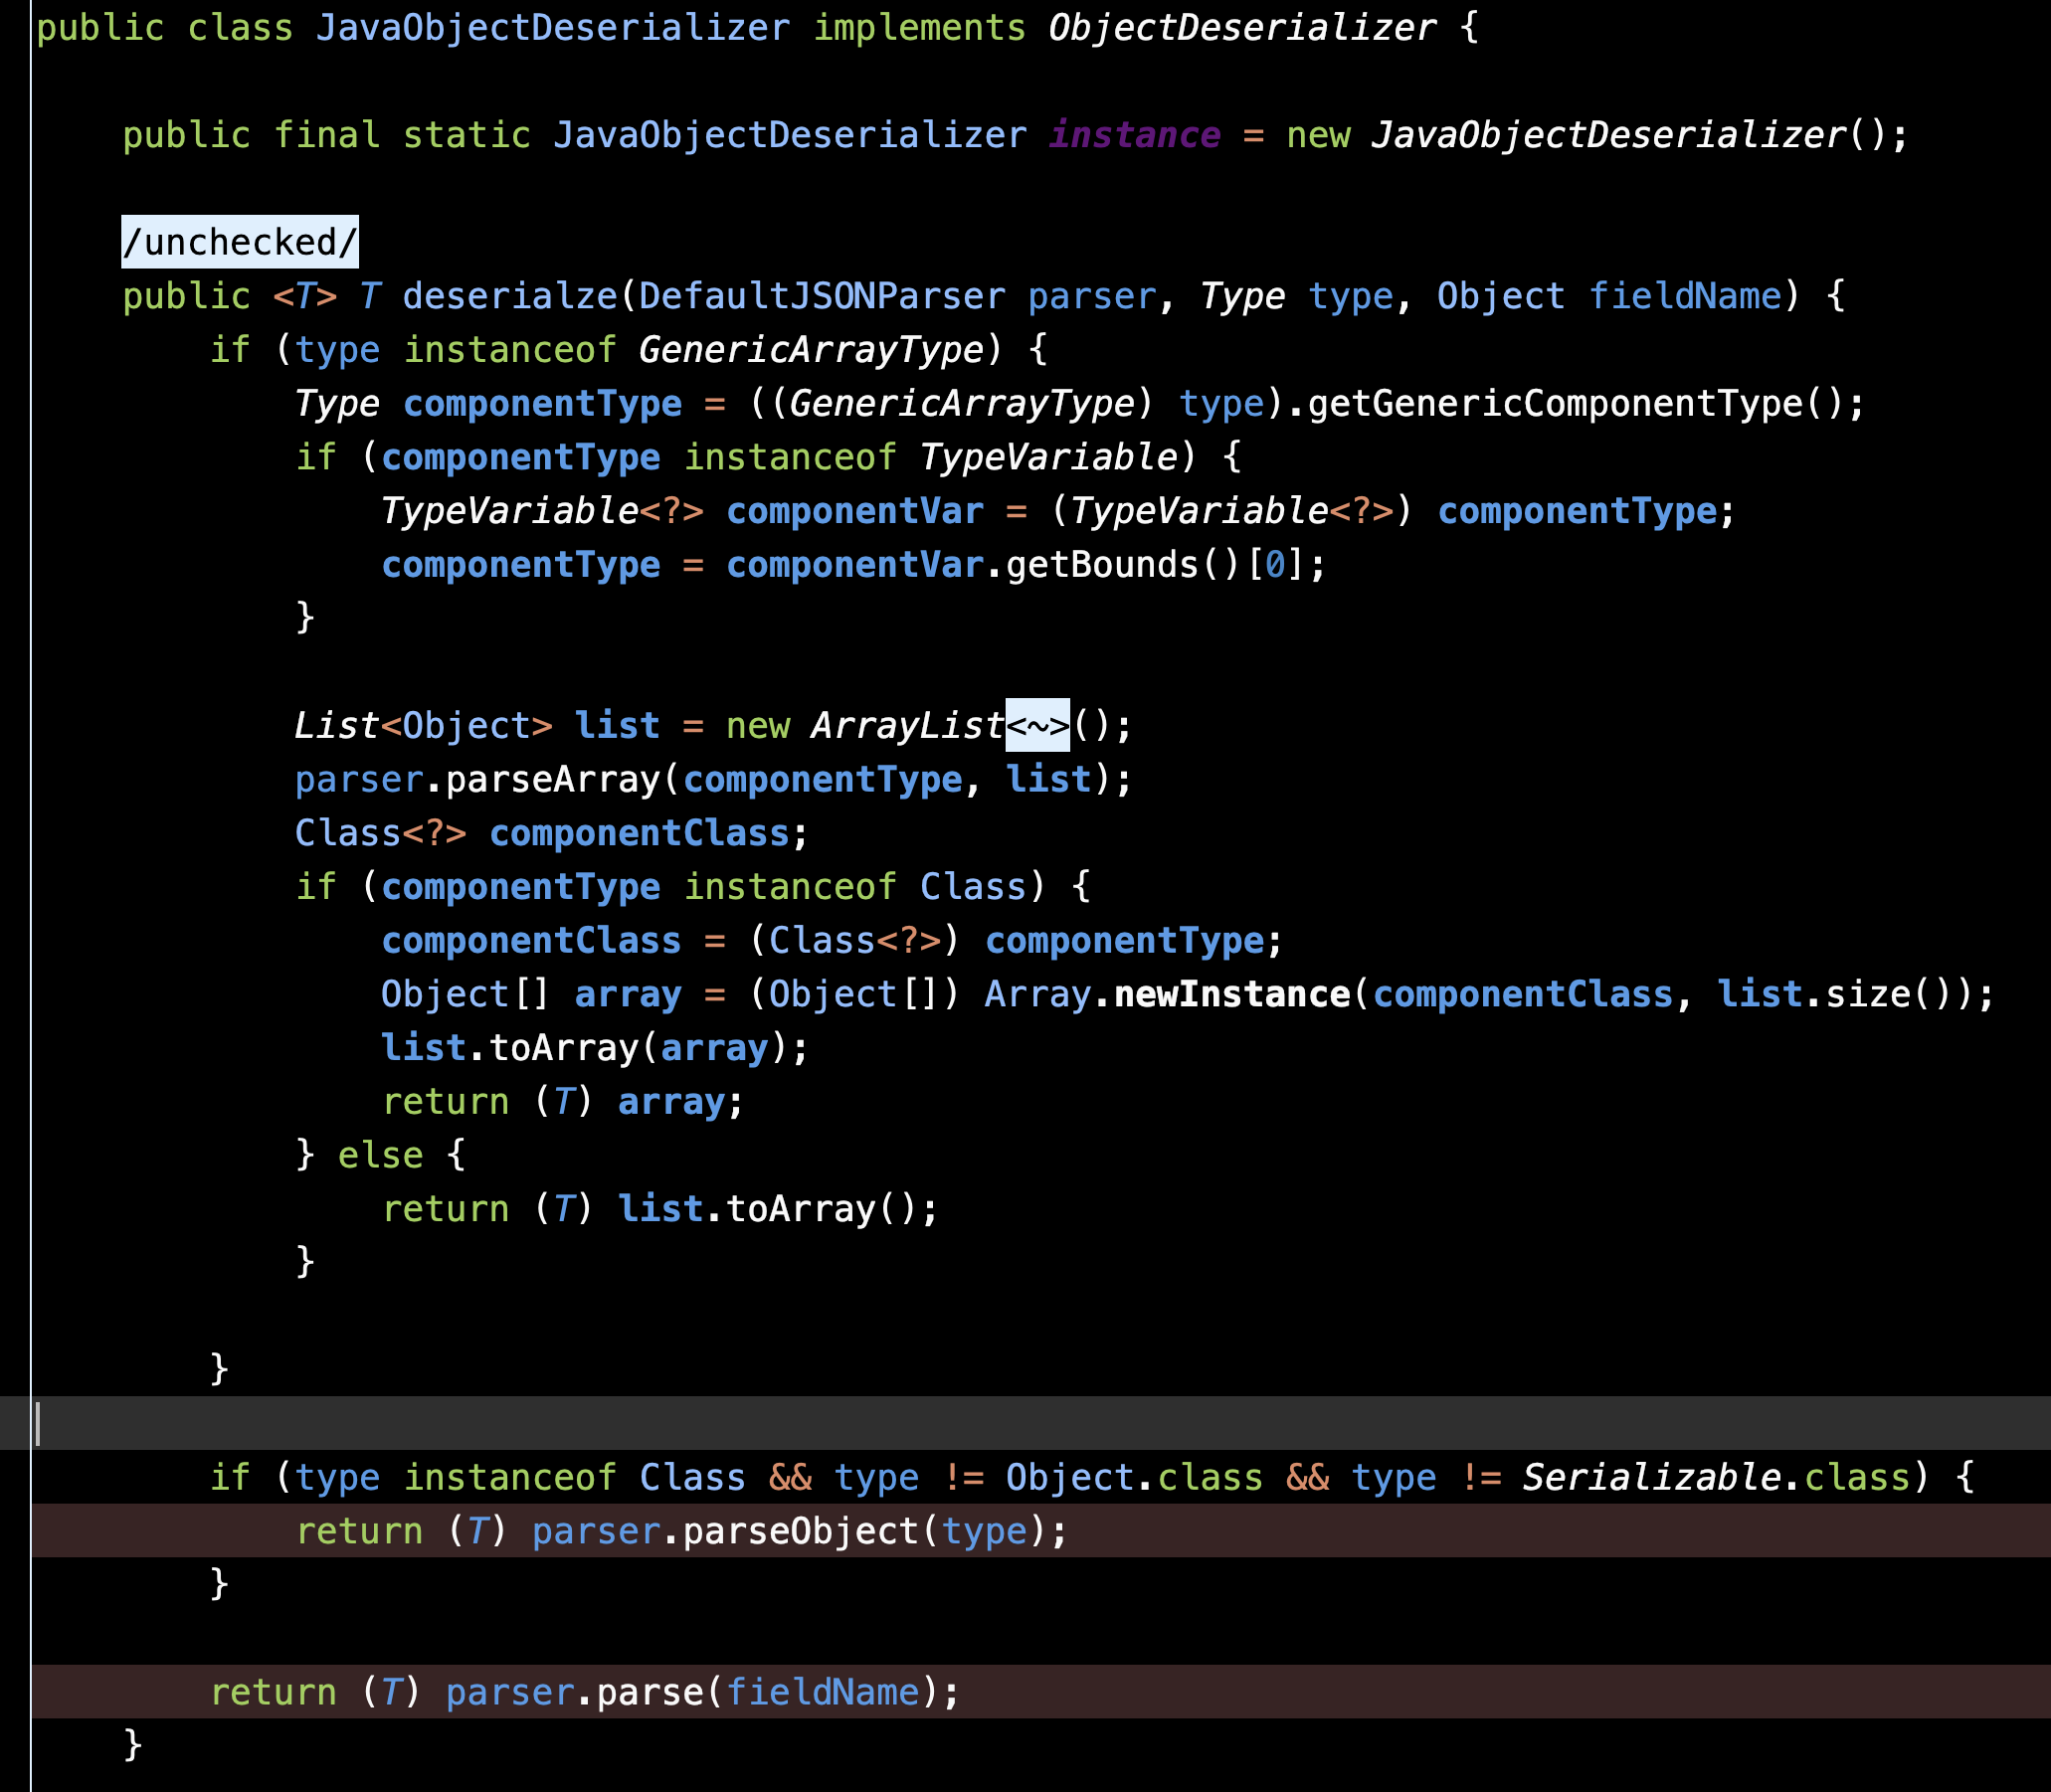 public class JavaObjectDeserializer implements ObjectDeserializer {
    public final static JavaObjectDeserializer instance = new JavaObjectDeserializer();
    /unchecked/
    public <T> T deserialze(DefaultJSONParser parser, Type type, Object fieldName) {
        if (type instanceof GenericArrayType) {
            Type componentType = ((GenericArrayType) type).getGenericComponentType();
            if (componentType instanceof TypeVariable) {
                TypeVariable<?> componentVar = (TypeVariable<?>) componentType;
                componentType = componentVar.getBounds()[0];
            }
            List<Object> list = new ArrayList<~>();
            parser.parseArray(componentType, list);
            Class<?> componentClass;
            if (componentType instanceof Class) {
                componentClass = (Class<?>) componentType;
                Object[] array = (Object[]) Array.newInstance(componentClass, list.size());
                list.toArray(array);
                return (T) array;
            } else {
                return (T) list.toArray();
            }
        }
        if (type instanceof Class && type != Object.class && type != Serializable.class) {
            return (T) parser.parseObject(type);
        }
        return (T) parser.parse(fieldName);
    }